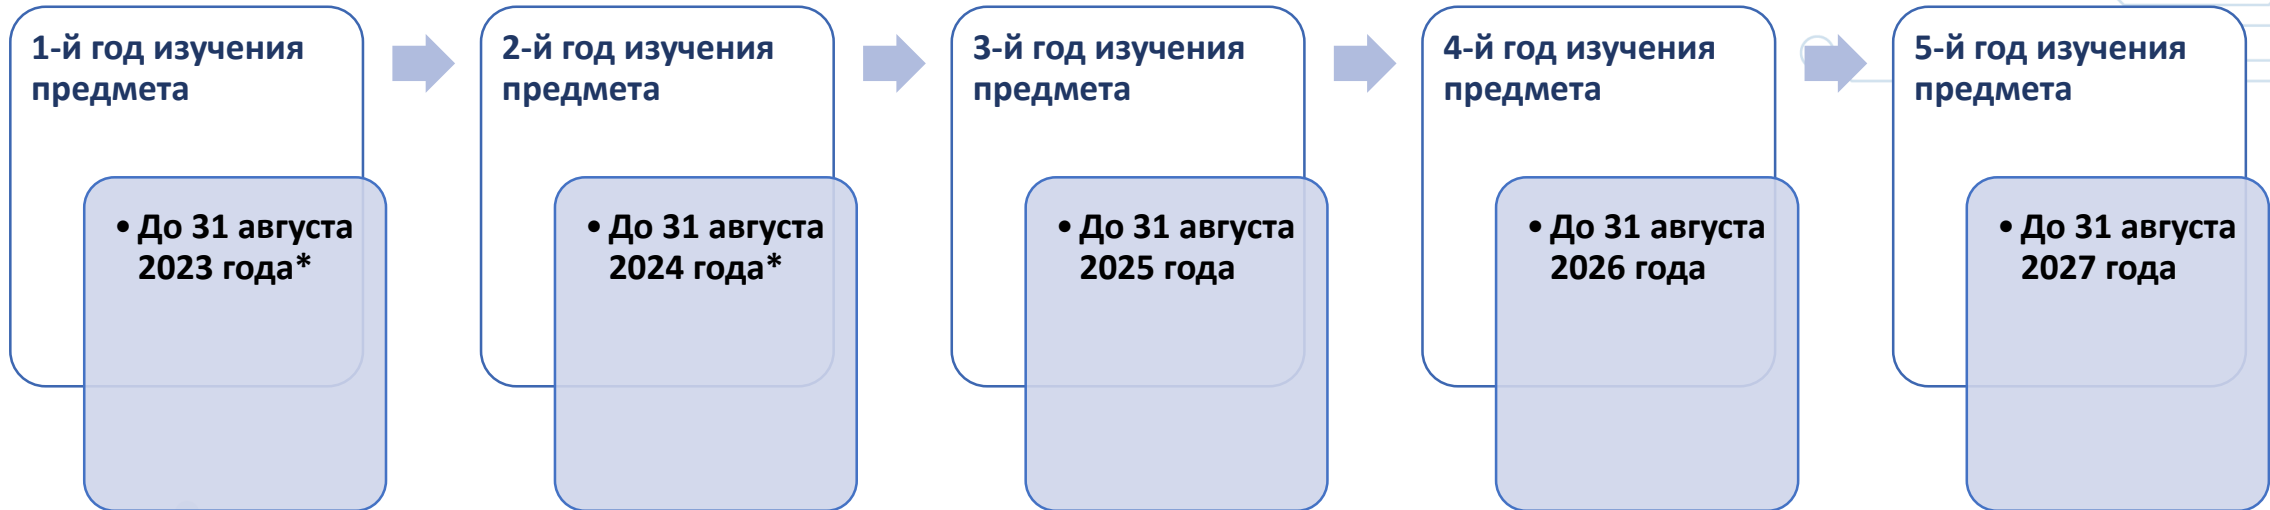 1-й год изучения
предмета
• До 31 августа
2023 года*
2-й год изучения
предмета
• До 31 августа
2024 года*
3-й год изучения
предмета
• До 31 августа
2025 года
4-й год изучения
предмета
• До 31 августа
2026 года
5-й год изучения
предмета
• До 31 августа
2027 года